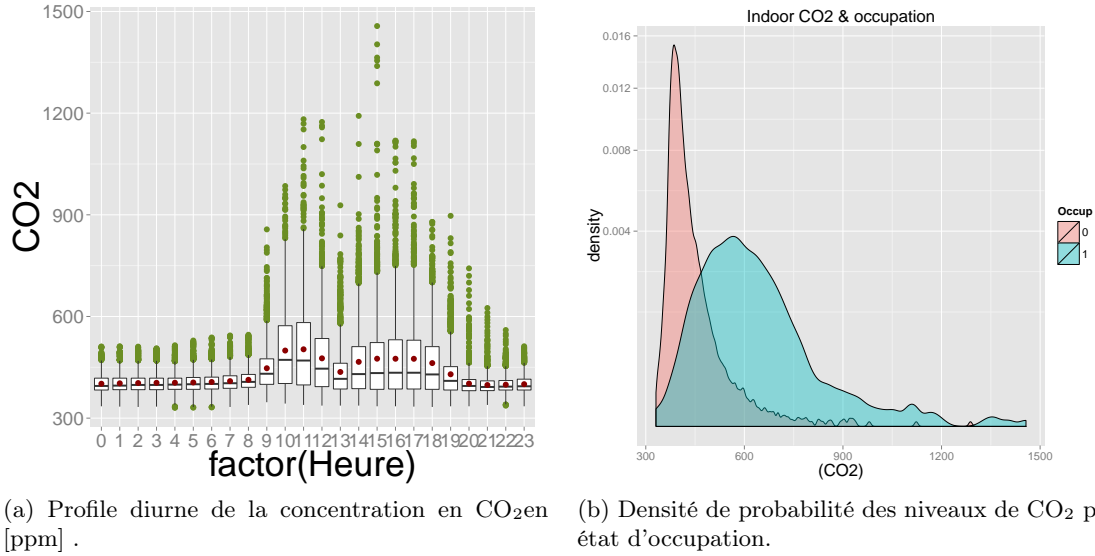 CO2
1500
1200
900
600
300
0 1 2 3 4 5 6 7 8 9 10 11 12 13 14 15 16 17 18 19 20 21 22 23
factor(Heure)
(a) Profile diurne de la concentration en CO₂en
[ppm] .
Indoor CO2 & occupation
density
0.016
0.012
0.008
0.004
300 600 900 1200 1500
(CO2)
Occup
0
1
(b) Densité de probabilité des niveaux de CO₂ p
état d'occupation.